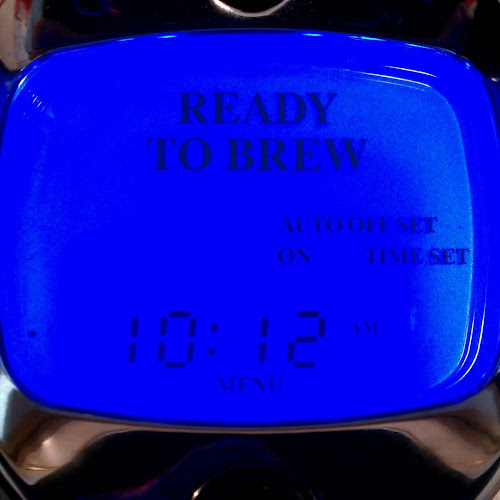 READY
TO BREW
AUTO OFF SET
ON TIME SET
10:12 AM
MENU